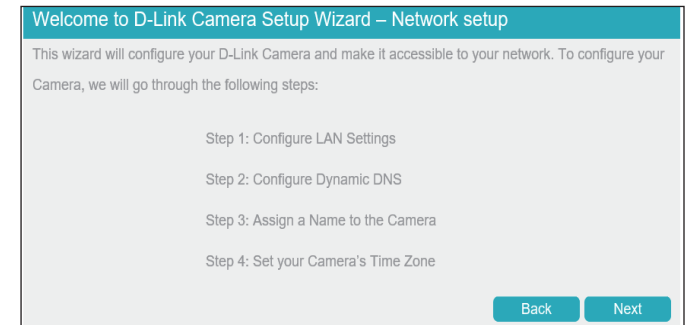 Welcome to D-Link Camera Setup Wizard – Network setup
This wizard will configure your D-Link Camera and make it accessible to your network. To configure your
Camera, we will go through the following steps:
Step 1: Configure LAN Settings
Step 2: Configure Dynamic DNS
Step 3: Assign a Name to the Camera
Step 4: Set your Camera's Time Zone
Back Next